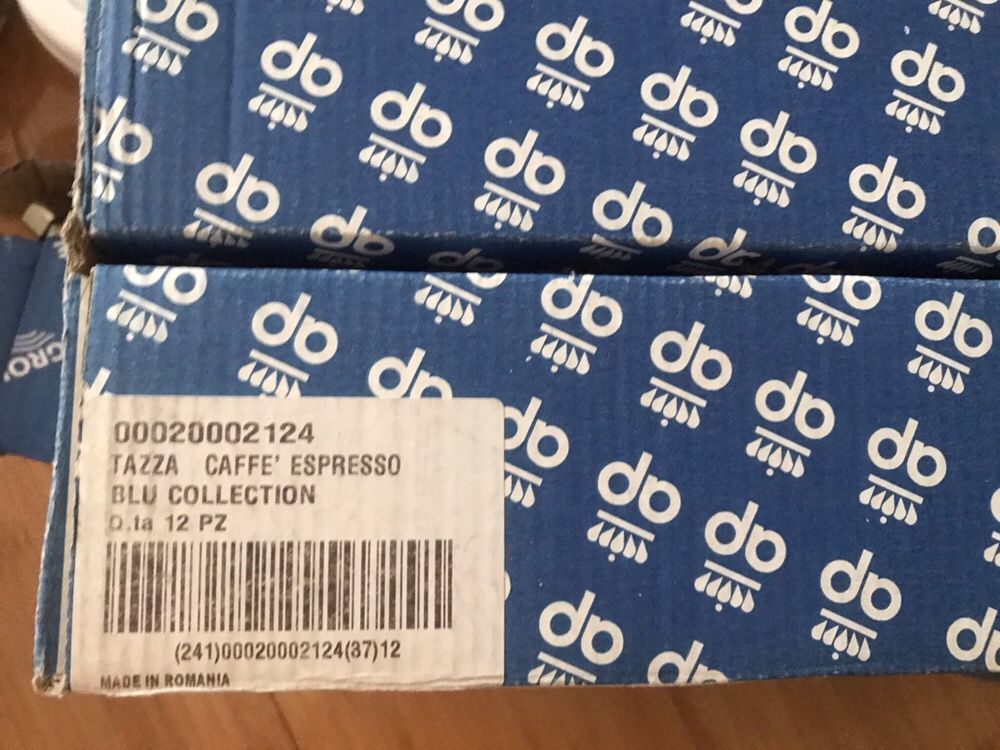 00020002124
TAZZA CAFFE' ESPRESSO
BLU COLLECTION
Q.ta 12 PZ
(241)00020002124(37)12
MADE IN ROMANIA